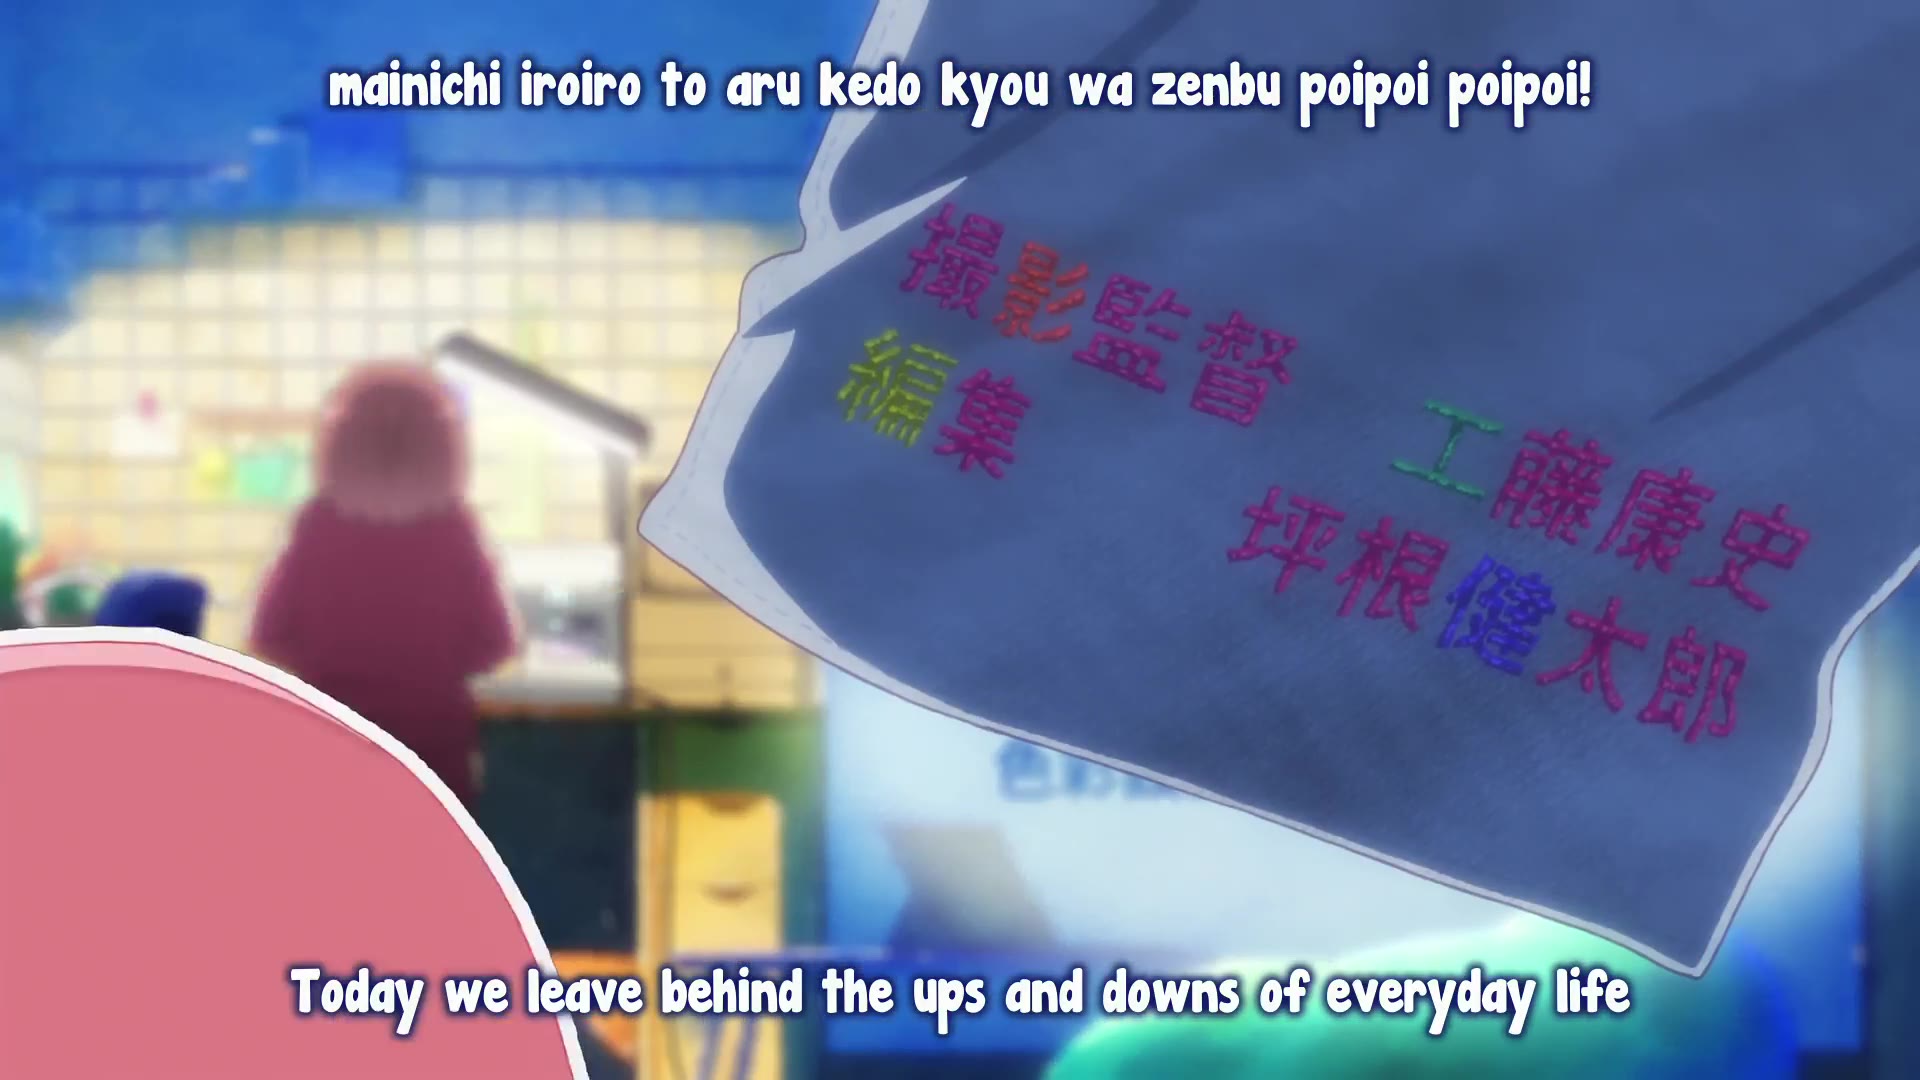 mainichi iroiro to aru kedo kyou wa zenbu poipoi poipoi!
撮影監督 工藤康史
編集 坪根健太郎
Today we leave behind the ups and downs of everyday life